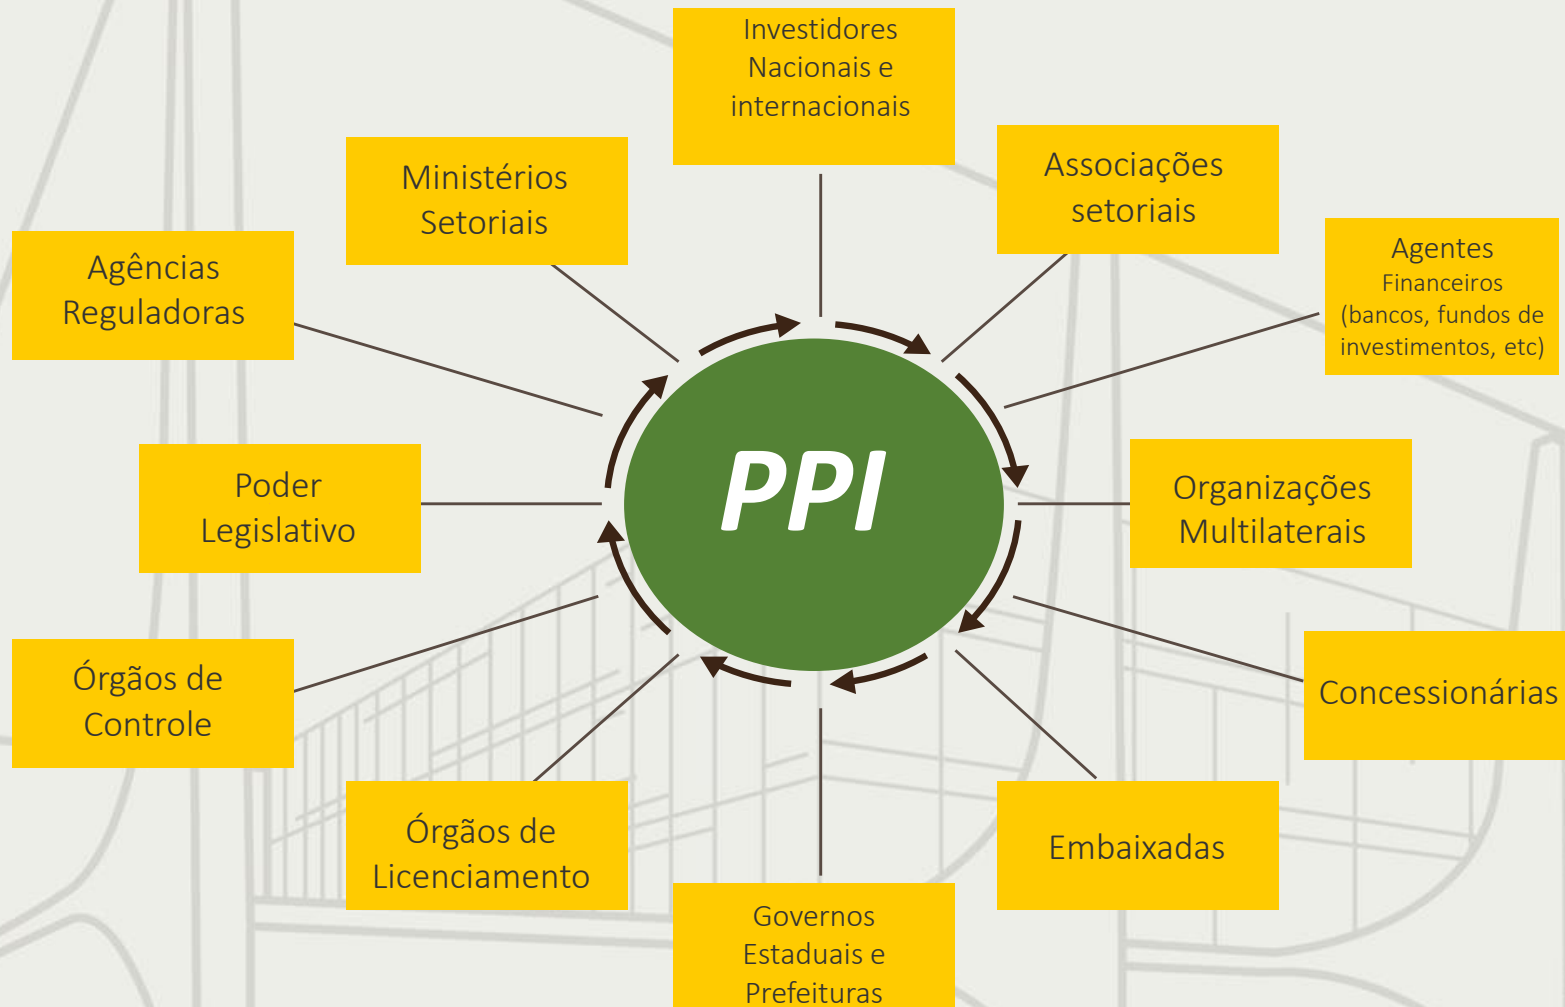 Investidores
Nacionais e
internacionais
Associações
setoriais
Ministérios
Setoriais
Agentes
Financeiros
(bancos, fundos de
investimentos, etc)
Agências
Reguladoras
PPI
Poder
Legislativo
Organizações
Multilaterais
Órgãos de
Controle
Concessionárias
Órgãos de
Licenciamento
Embaixadas
Governos
Estaduais e
Prefeituras